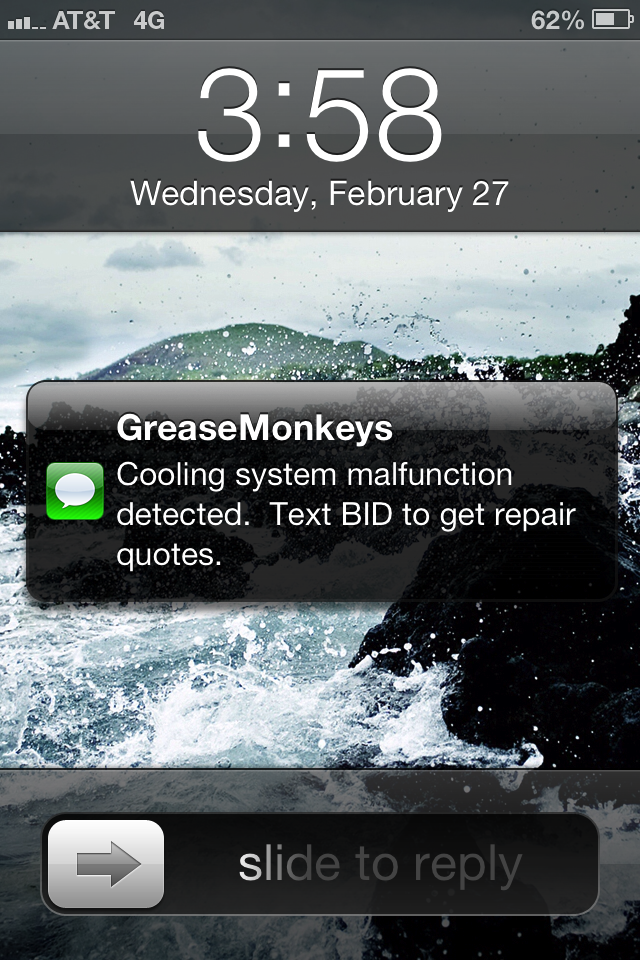 AT&T 4G 62%
3:58
Wednesday, February 27
GreaseMonkeys
Cooling system malfunction
detected.  Text BID to get repair
quotes.
slide to reply